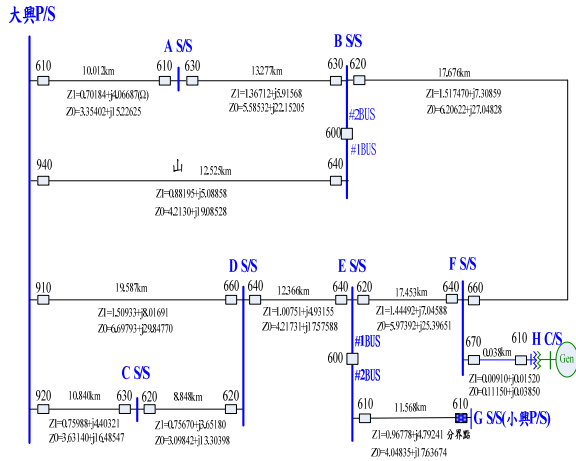 大興P/S
A S/S
B S/S
610 10.012km 610 630 13.277km 630 620 17.676km
Z1=0.70184+j4.06687(Ω)
Z0=3.35402+j15.22625
Z1=1.36712+j5.91568
Z0=5.58532+j22.15205
Z1=1.517470+j7.30859
Z0=6.20622+j27.04828
#2BUS
600
#1BUS
940 山 12.525km 640
Z1=0.88195+j5.08858
Z0=4.2130+j19.08528
D S/S
E S/S
F S/S
910 19.587km 660 640 12.366km 640 620 17.453km 640 660
Z1=1.50933+j8.01691
Z0=6.69793+j29.84770
Z1=1.00751+j4.93155
Z0=4.21731+j17.57588
Z1=1.44492+j7.04588
Z0=5.97392+j25.39651
#1BUS
600
#2BUS
670 0.038km 610 H C/S
Gen
Z1=0.00910+j0.01520
Z0=0.11150+j0.03850
C S/S
920 10.840km 630 620 8.848km 620
Z1=0.75988+j4.40321
Z0=3.63140+j16.48547
Z1=0.75670+j3.65180
Z0=3.09842+j13.30398
610 11.568km 610
G S/S(小興P/S)
Z1=0.96778+j4.79241 分界點
Z0=4.04835+j17.63674